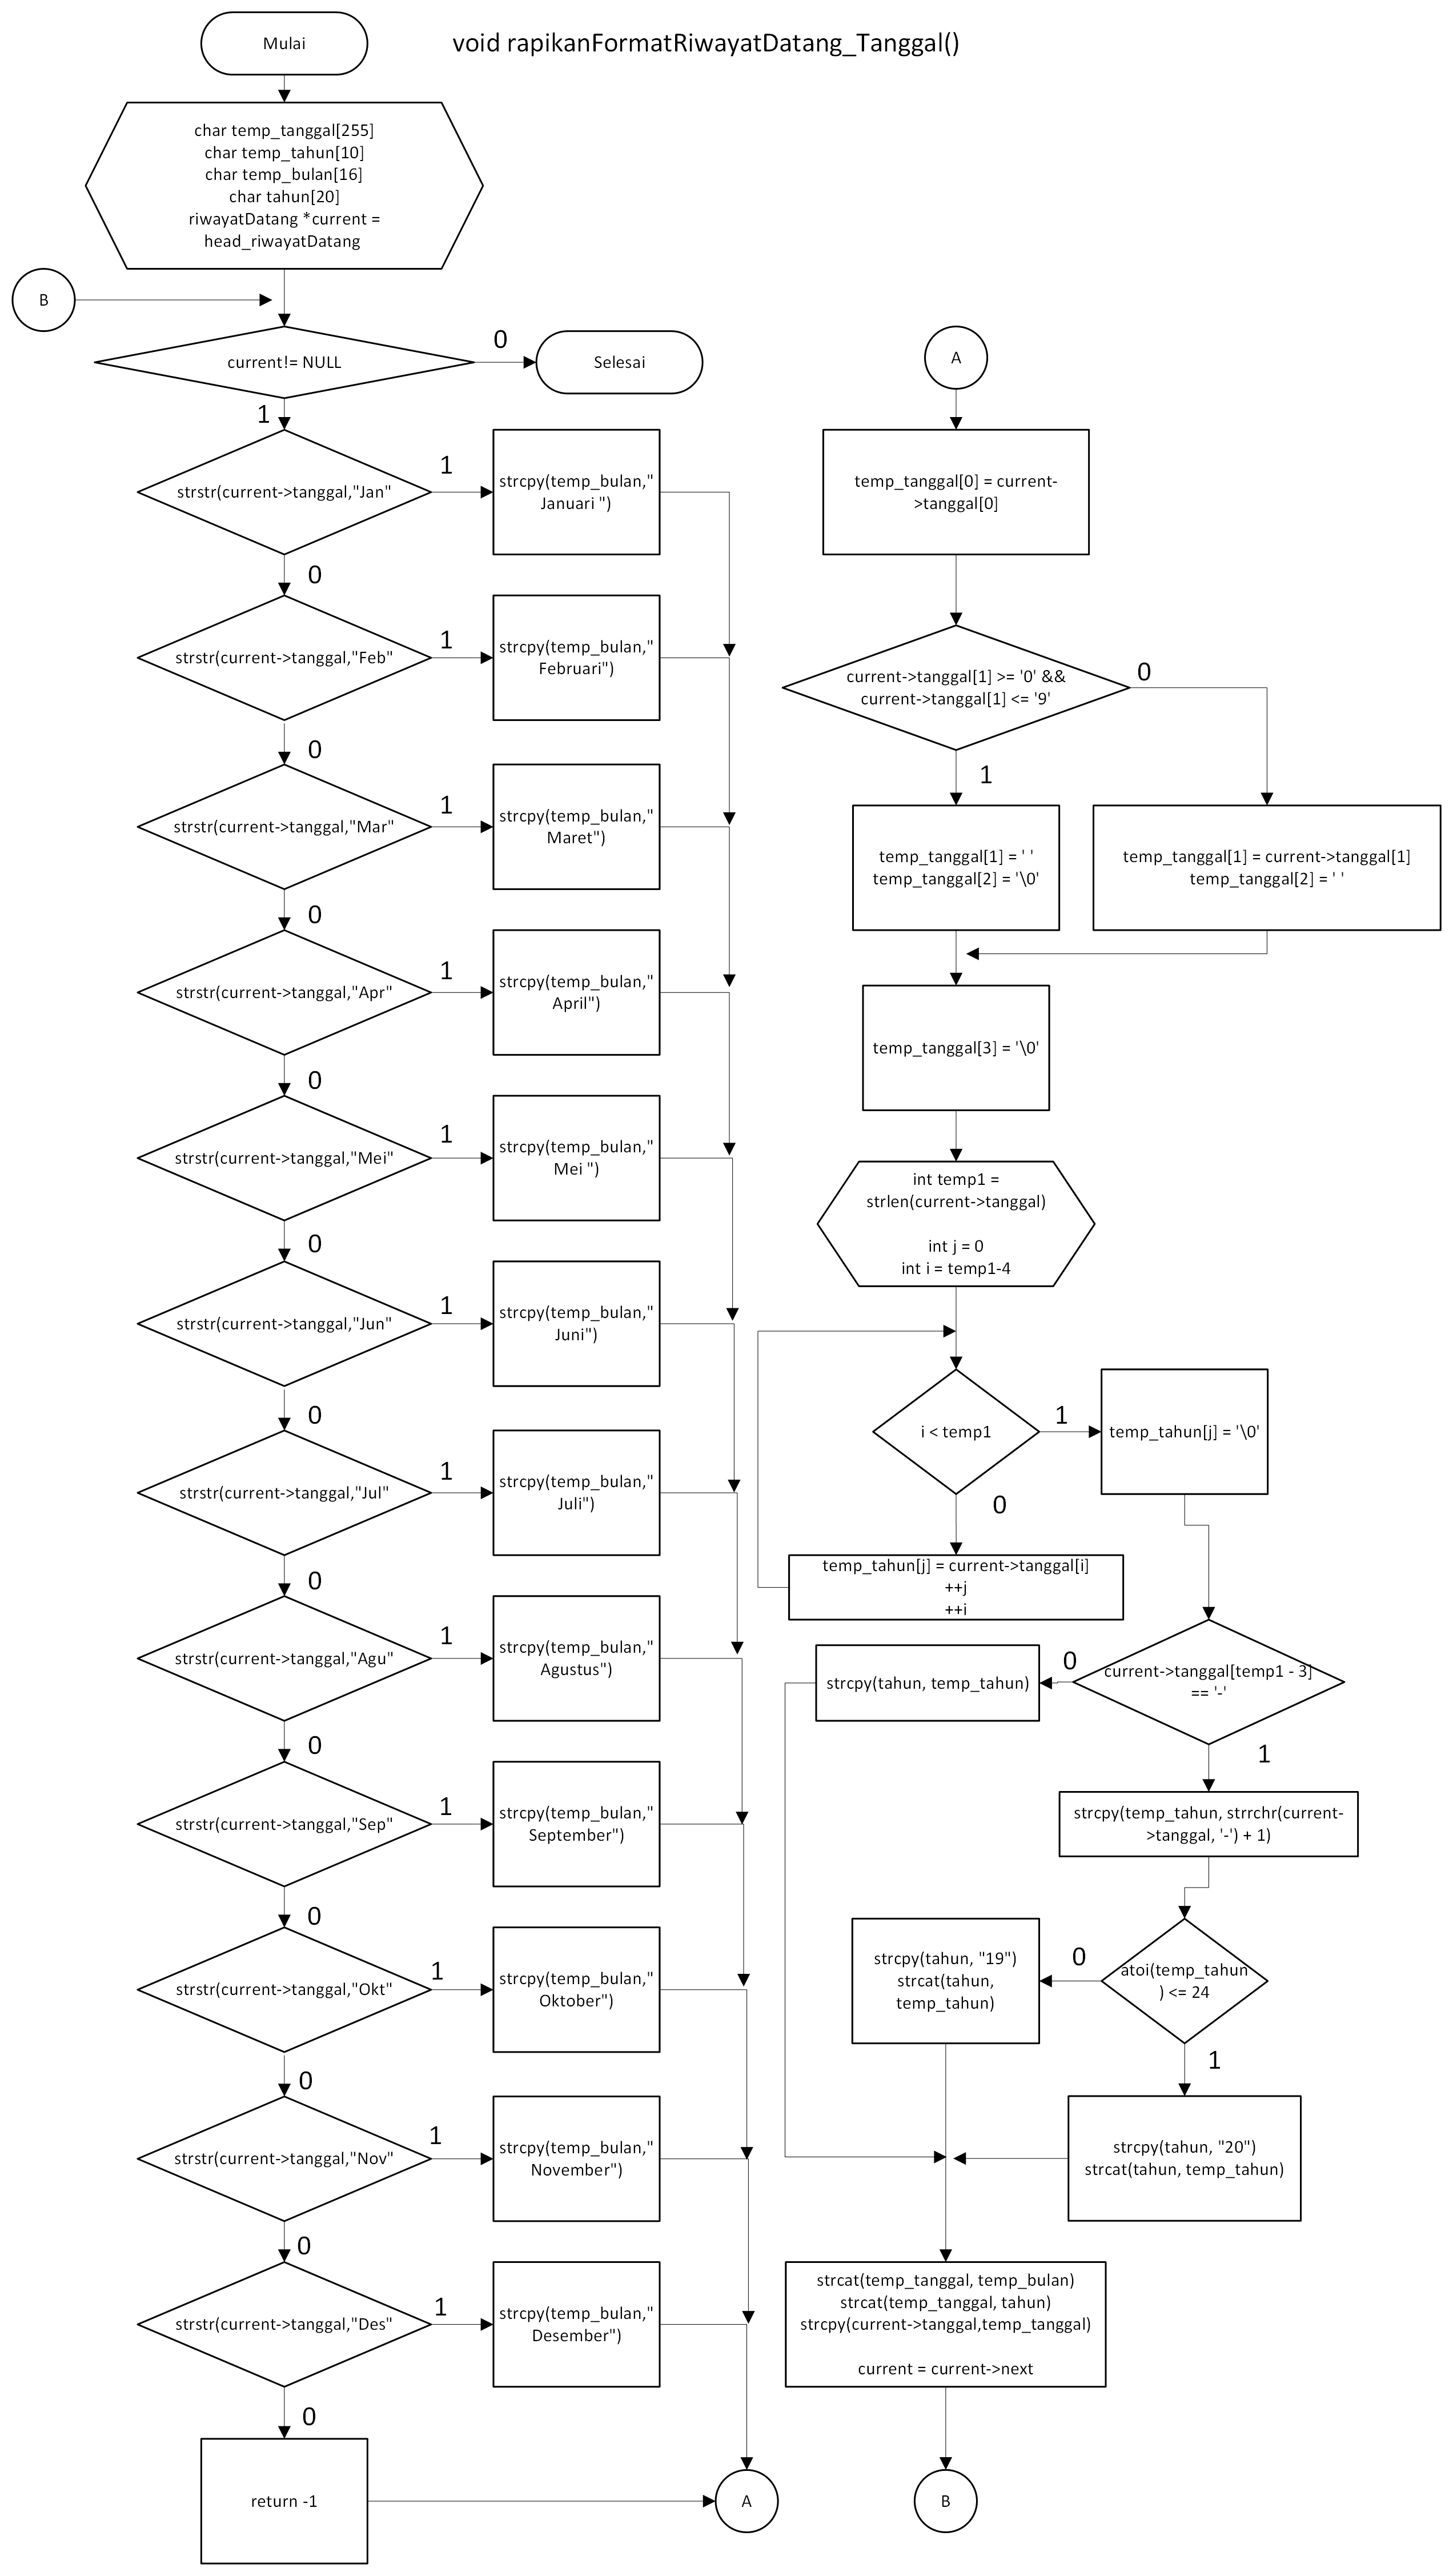 Mulai
void rapikanFormatRiwayatDatang_Tanggal()
char temp_tanggal[255]
char temp_tahun[10]
char temp_bulan[16]
char tahun[20]
riwayatDatang *current =
head_riwayatDatang
B
current!= NULL
0
Selesai
1
strstr(current->tanggal,"Jan"
1
strcpy(temp_bulan,"
Januari ")
0
strstr(current->tanggal,"Feb"
1
strcpy(temp_bulan,"
Februari")
0
strstr(current->tanggal,"Mar"
1
strcpy(temp_bulan,"
Maret")
0
strstr(current->tanggal,"Apr"
1
strcpy(temp_bulan,"
April")
0
strstr(current->tanggal,"Mei"
1
strcpy(temp_bulan,"
Mei ")
0
strstr(current->tanggal,"Jun"
1
strcpy(temp_bulan,"
Juni")
0
strstr(current->tanggal,"Jul"
1
strcpy(temp_bulan,"
Juli")
0
strstr(current->tanggal,"Agu"
1
strcpy(temp_bulan,"
Agustus")
0
strstr(current->tanggal,"Sep"
1
strcpy(temp_bulan,"
September")
0
strstr(current->tanggal,"Okt"
1
strcpy(temp_bulan,"
Oktober")
0
strstr(current->tanggal,"Nov"
1
strcpy(temp_bulan,"
November")
0
strstr(current->tanggal,"Des"
1
strcpy(temp_bulan,"
Desember")
0
return -1
A
A
temp_tanggal[0] = current-
>tanggal[0]
current->tanggal[1] >= '0' &&
current->tanggal[1] <= '9'
0
1
temp_tanggal[1] = ' '
temp_tanggal[2] = '\0'
temp_tanggal[1] = current->tanggal[1]
temp_tanggal[2] = ' '
temp_tanggal[3] = '\0'
int temp1 =
strlen(current->tanggal)
int j = 0
int i = temp1-4
i < temp1
1
temp_tahun[j] = '\0'
0
temp_tahun[j] = current->tanggal[i]
++j
++i
current->tanggal[temp1 - 3]
== '-'
0
strcpy(tahun, temp_tahun)
1
strcpy(temp_tahun, strrchr(current-
>tanggal, '-') + 1)
atoi(temp_tahun
) <= 24
0
strcpy(tahun, "19")
strcat(tahun,
temp_tahun)
1
strcpy(tahun, "20")
strcat(tahun, temp_tahun)
strcat(temp_tanggal, temp_bulan)
strcat(temp_tanggal, tahun)
strcpy(current->tanggal,temp_tanggal)
current = current->next
B